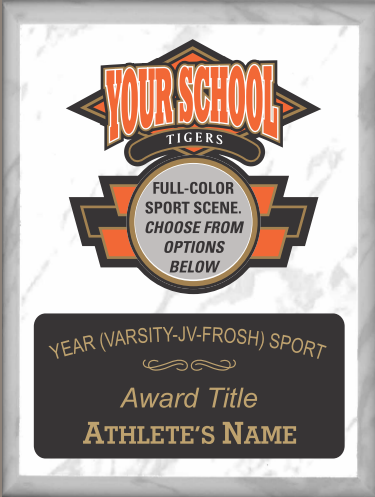 YOUR SCHOOL
TIGERS
FULL-COLOR
SPORT SCENE.
CHOOSE FROM
OPTIONS
BELOW
YEAR (VARSITY-JV-FROSH) SPORT
Award Title
ATHLETE'S NAME